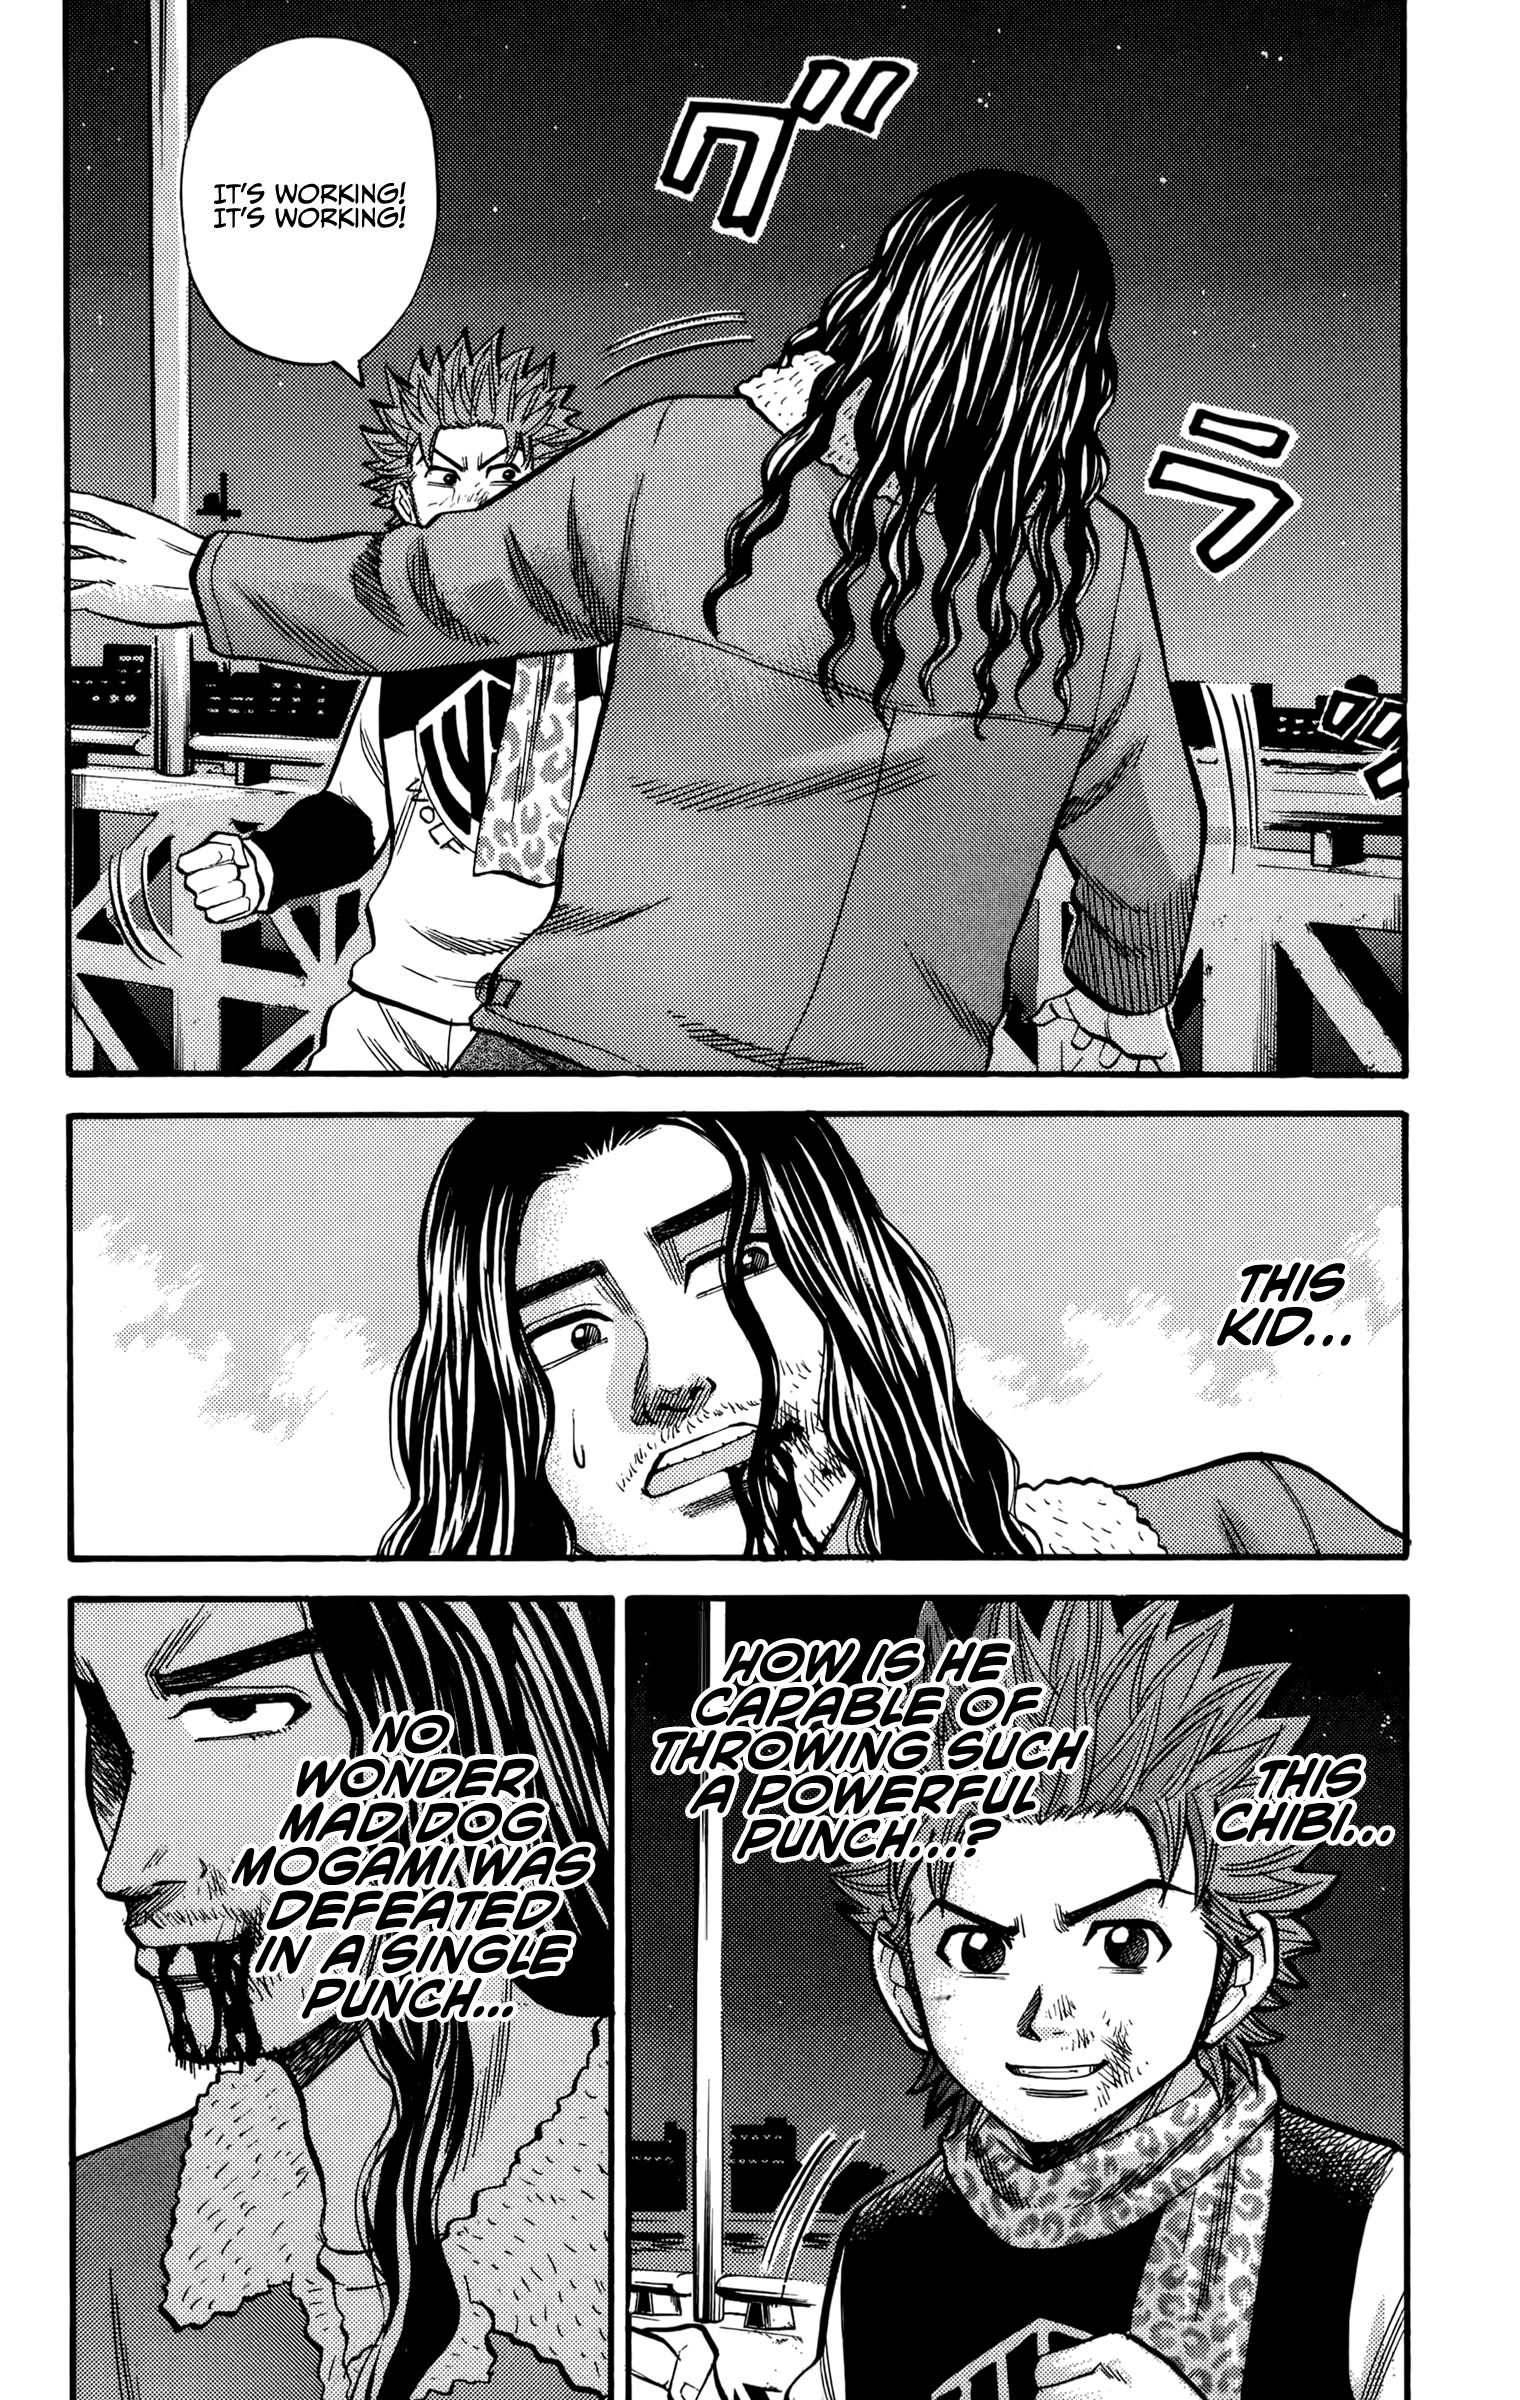 IT'S WORKING!
IT'S WORKING!
グ
ラ
WOLF
THIS
KID...
THIS
CHIBI...
HOW IS HE
CAPABLE OF
THROWING SUCH
A POWERFUL
PUNCH...?
NO
WONDER
MAD DOG
MOGAMI WAS
DEFEATED
IN A SINGLE
PUNCH...